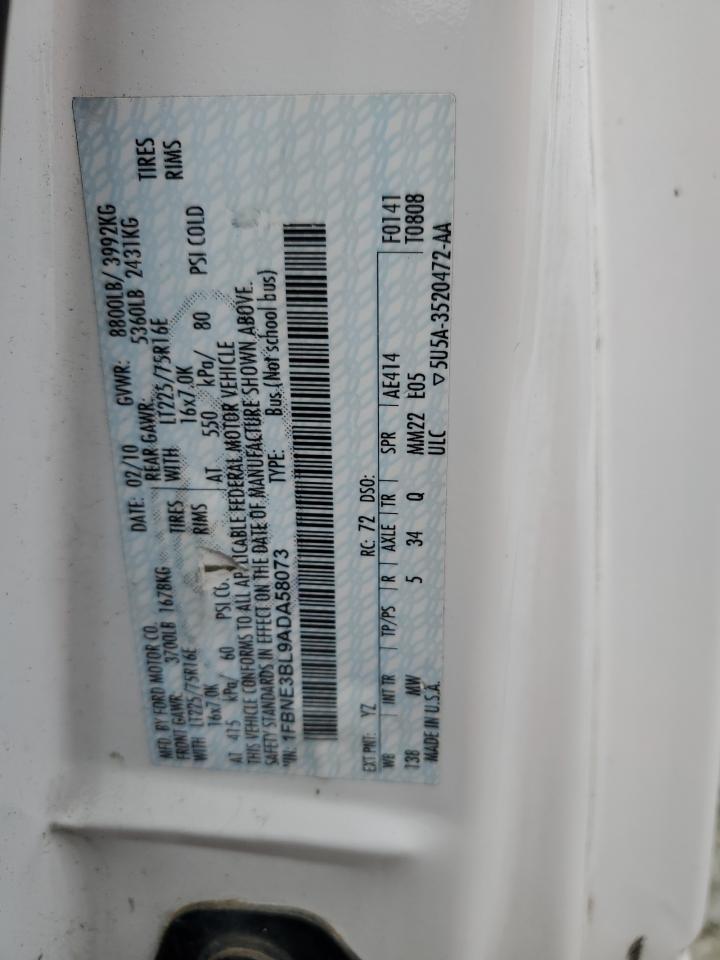 MFD. BY FORD MOTOR CO. DATE: 02/10 GVWR: 8800LB/ 3992KG
FRONT GAWR: 3700LB 1678KG REAR GAWR: 5360LB 2431KG
WITH LT225/75R16E TIRES WITH LT225/75R16E TIRES
16x7.0K RIMS 16x7.0K RIMS
AT 415 kPa/ 60 PSI AT 550 kPa/ 80 PSI COLD
THIS VEHICLE CONFORMS TO ALL APPLICABLE FEDERAL MOTOR VEHICLE
SAFETY STANDARDS IN EFFECT ON THE DATE OF MANUFACTURE SHOWN ABOVE.
VIN: 1FBNE3BL9ADA58073 TYPE: Bus (Not school bus)
EXT PNT: YZ RC: 72 DSO: F0141
WB INT TR TP/PS R AXLE TR SPR AE414 T0808
138 MW 5 34 Q MM22 E05
MADE IN U.S.A. ULC ▽5U5A-3520472-AA